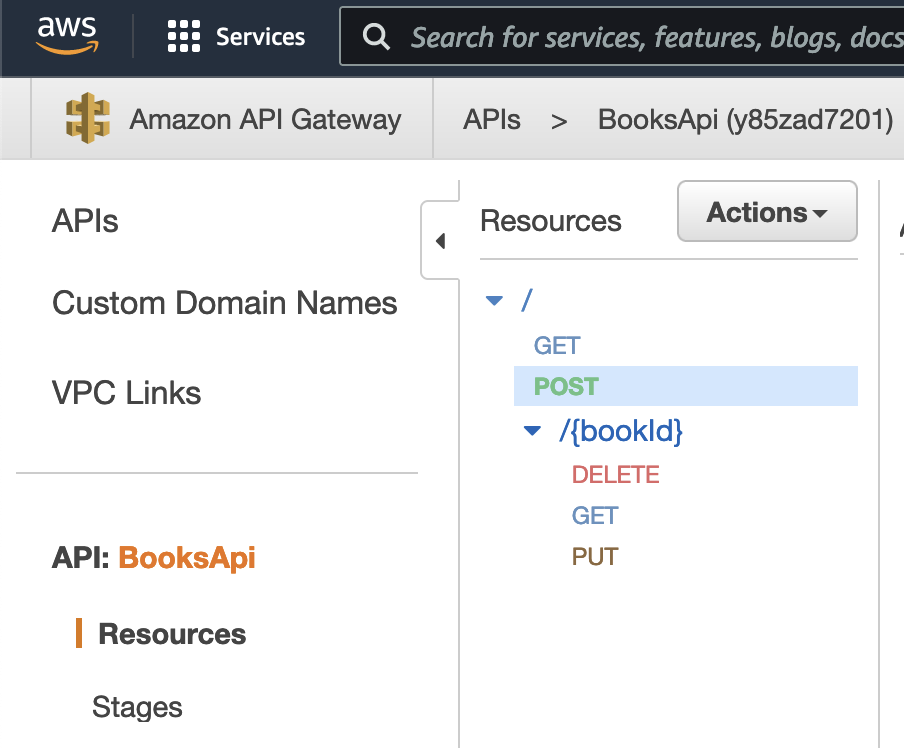 aws
Services
Search for services, features, blogs, docs
Amazon API Gateway
APIs > BooksApi (y85zad7201)
APIs
Custom Domain Names
VPC Links
API: BooksApi
Resources
Stages
Resources
Actions
/
GET
POST
/{bookId}
DELETE
GET
PUT